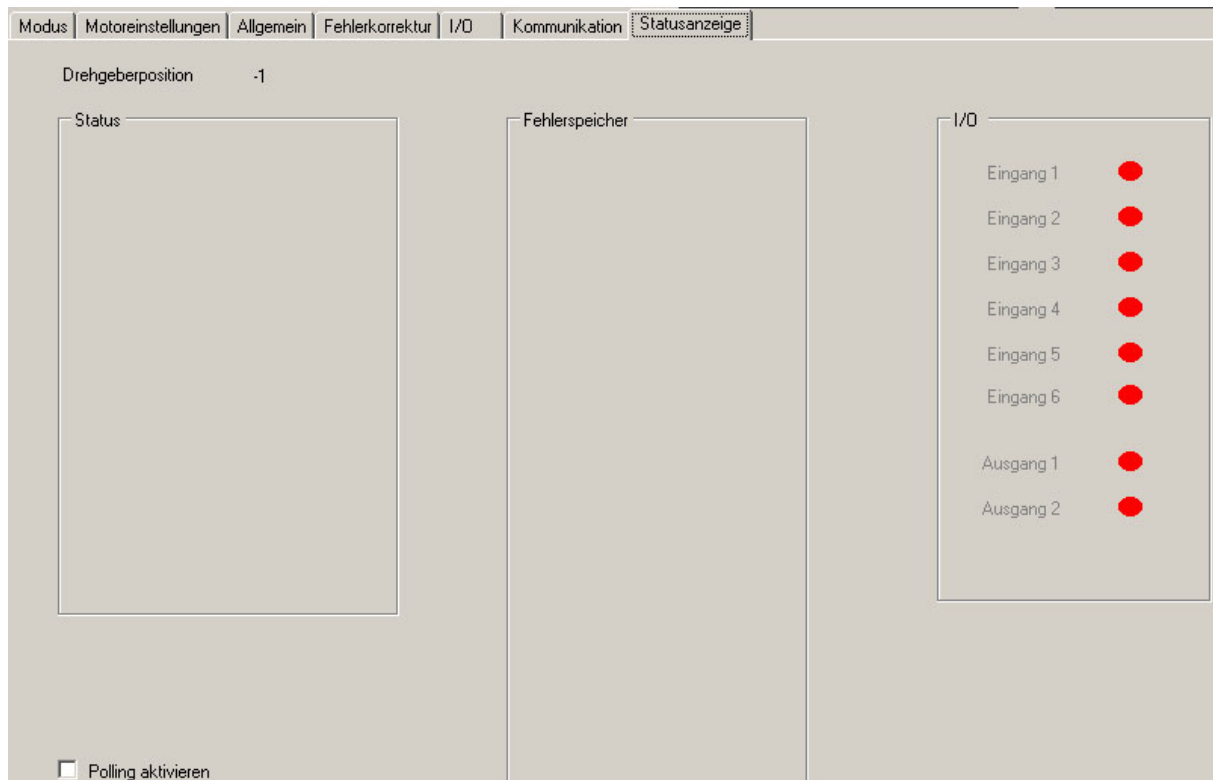 Modus Motoreinstellungen Allgemein Fehlerkorrektur I/O Kommunikation Statusanzeige
Drehgeberposition -1
Status
Fehlerspeicher
I/O
Eingang 1
Eingang 2
Eingang 3
Eingang 4
Eingang 5
Eingang 6
Ausgang 1
Ausgang 2
Polling aktivieren